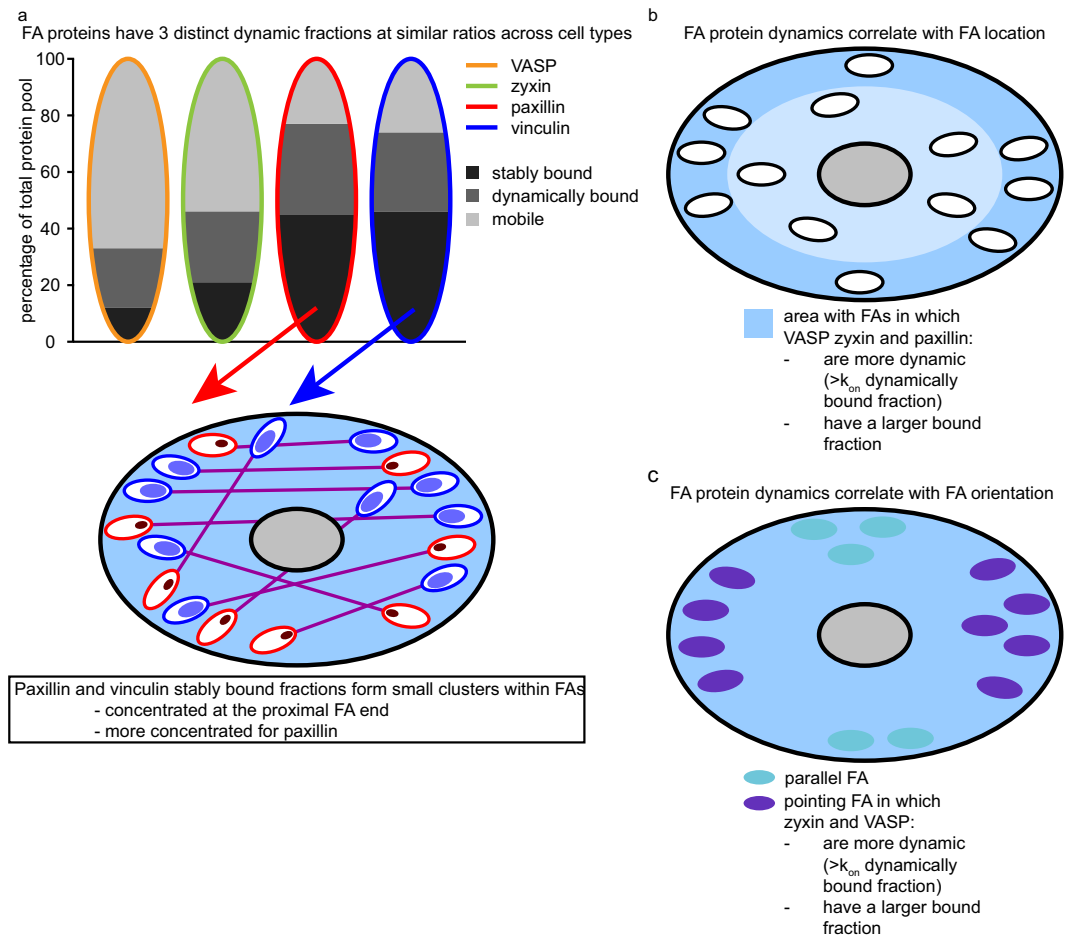 a
FA proteins have 3 distinct dynamic fractions at similar ratios across cell types
percentage of total protein pool
100
80
60
40
20
0
VASP
zyxin
paxillin
vinculin
stably bound
dynamically bound
mobile
Paxillin and vinculin stably bound fractions form small clusters within FAs
- concentrated at the proximal FA end
- more concentrated for paxillin
b
FA protein dynamics correlate with FA location
area with FAs in which
VASP zyxin and paxillin:
- are more dynamic
(>kon dynamically
bound fraction)
- have a larger bound
fraction
c
FA protein dynamics correlate with FA orientation
parallel FA
pointing FA in which
zyxin and VASP:
- are more dynamic
(>kon dynamically
bound fraction)
- have a larger bound
fraction